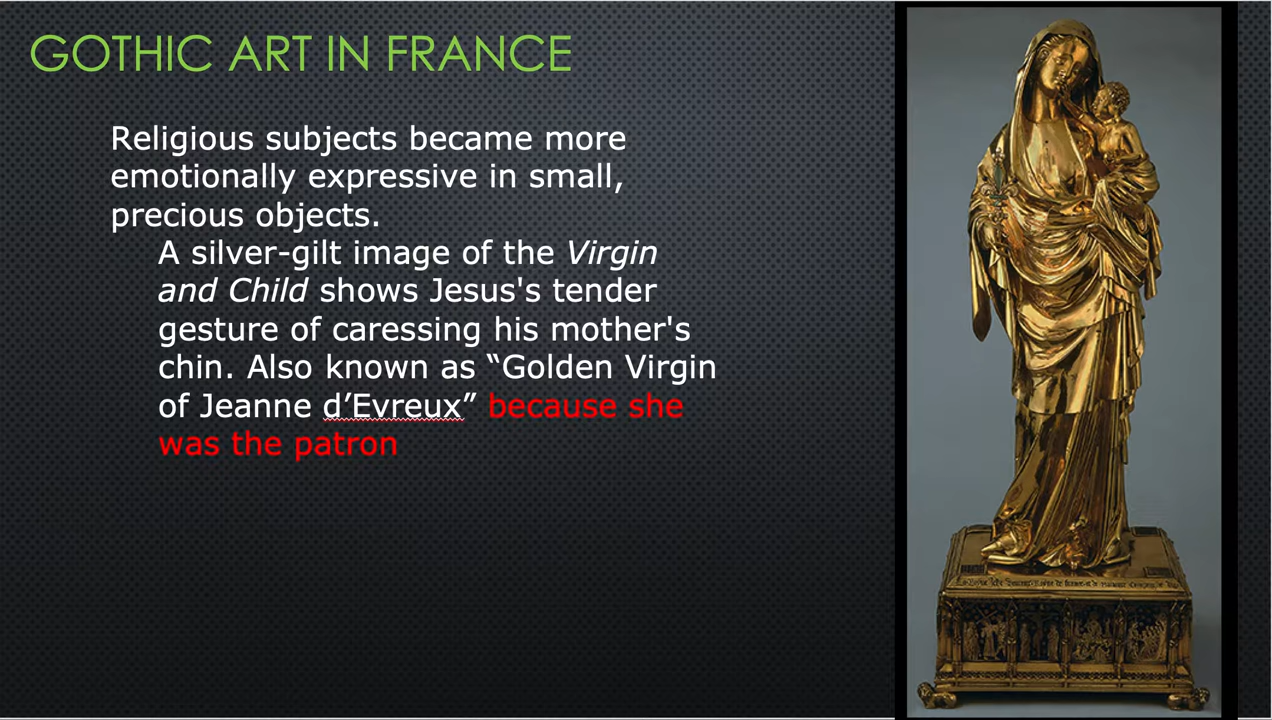 GOTHIC ART IN FRANCE
Religious subjects became more
emotionally expressive in small,
precious objects.
A silver-gilt image of the Virgin
and Child shows Jesus's tender
gesture of caressing his mother's
chin. Also known as “Golden Virgin
of Jeanne d’Evreux” because she
was the patron